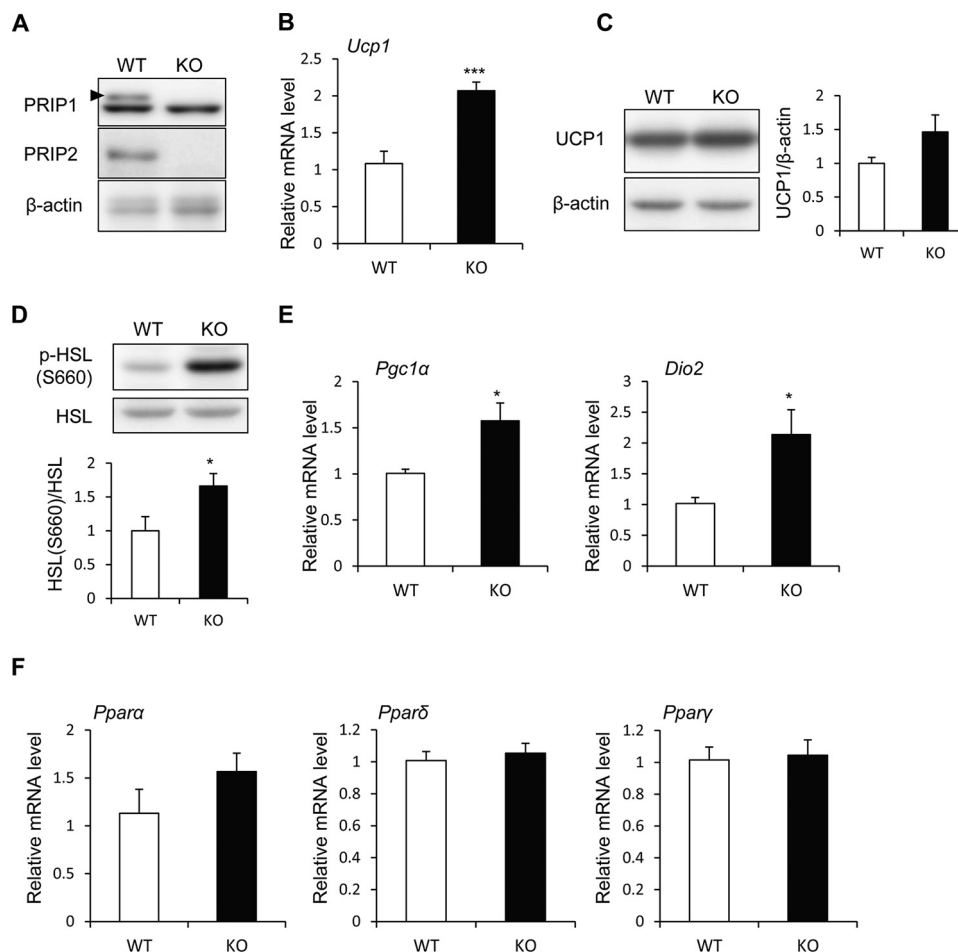 A
WT KO
PRIP1
PRIP2
β-actin
B
Ucp1
***
Relative mRNA level
2.5
2
1.5
1
0.5
0
WT KO
C
WT KO
UCP1
β-actin
UCP1/β-actin
2
1.5
1
0.5
0
WT KO
D
WT KO
p-HSL
(S660)
HSL
*
HSL(S660)/HSL
2
1.5
1
0.5
0
WT KO
E
Pgc1α
*
Relative mRNA level
2
1.5
1
0.5
0
WT KO
Dio2
*
Relative mRNA level
3
2.5
2
1.5
1
0.5
0
WT KO
F
Pparα
Relative mRNA level
2
1.5
1
0.5
0
WT KO
Pparδ
Relative mRNA level
1.2
1
0.8
0.6
0.4
0.2
0
WT KO
Pparγ
Relative mRNA level
1.2
1
0.8
0.6
0.4
0.2
0
WT KO